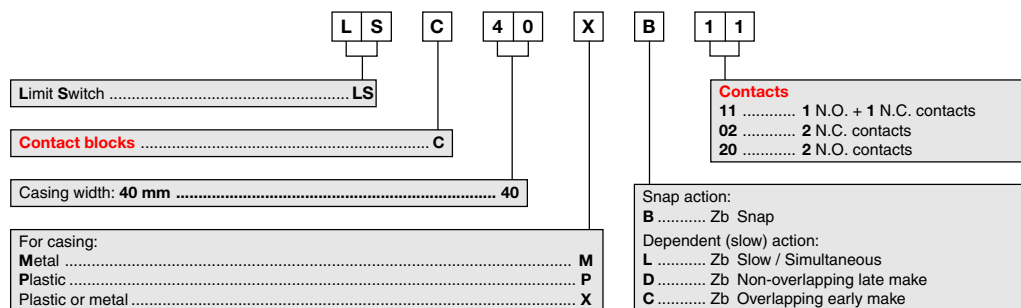 L S C 4 0 X B 1 1
Limit Switch .................................................. LS
Contact blocks ............................................................ C
Casing width: 40 mm .......................................................................... 40
For casing:
Metal ............................................................................................................. M
Plastic ............................................................................................................ P
Plastic or metal ............................................................................................... X
Contacts
11 ............ 1 N.O. + 1 N.C. contacts
02 ............ 2 N.C. contacts
20 ............ 2 N.O. contacts
Snap action:
B ........... Zb Snap
Dependent (slow) action:
L ........... Zb Slow / Simultaneous
D ........... Zb Non-overlapping late make
C ........... Zb Overlapping early make